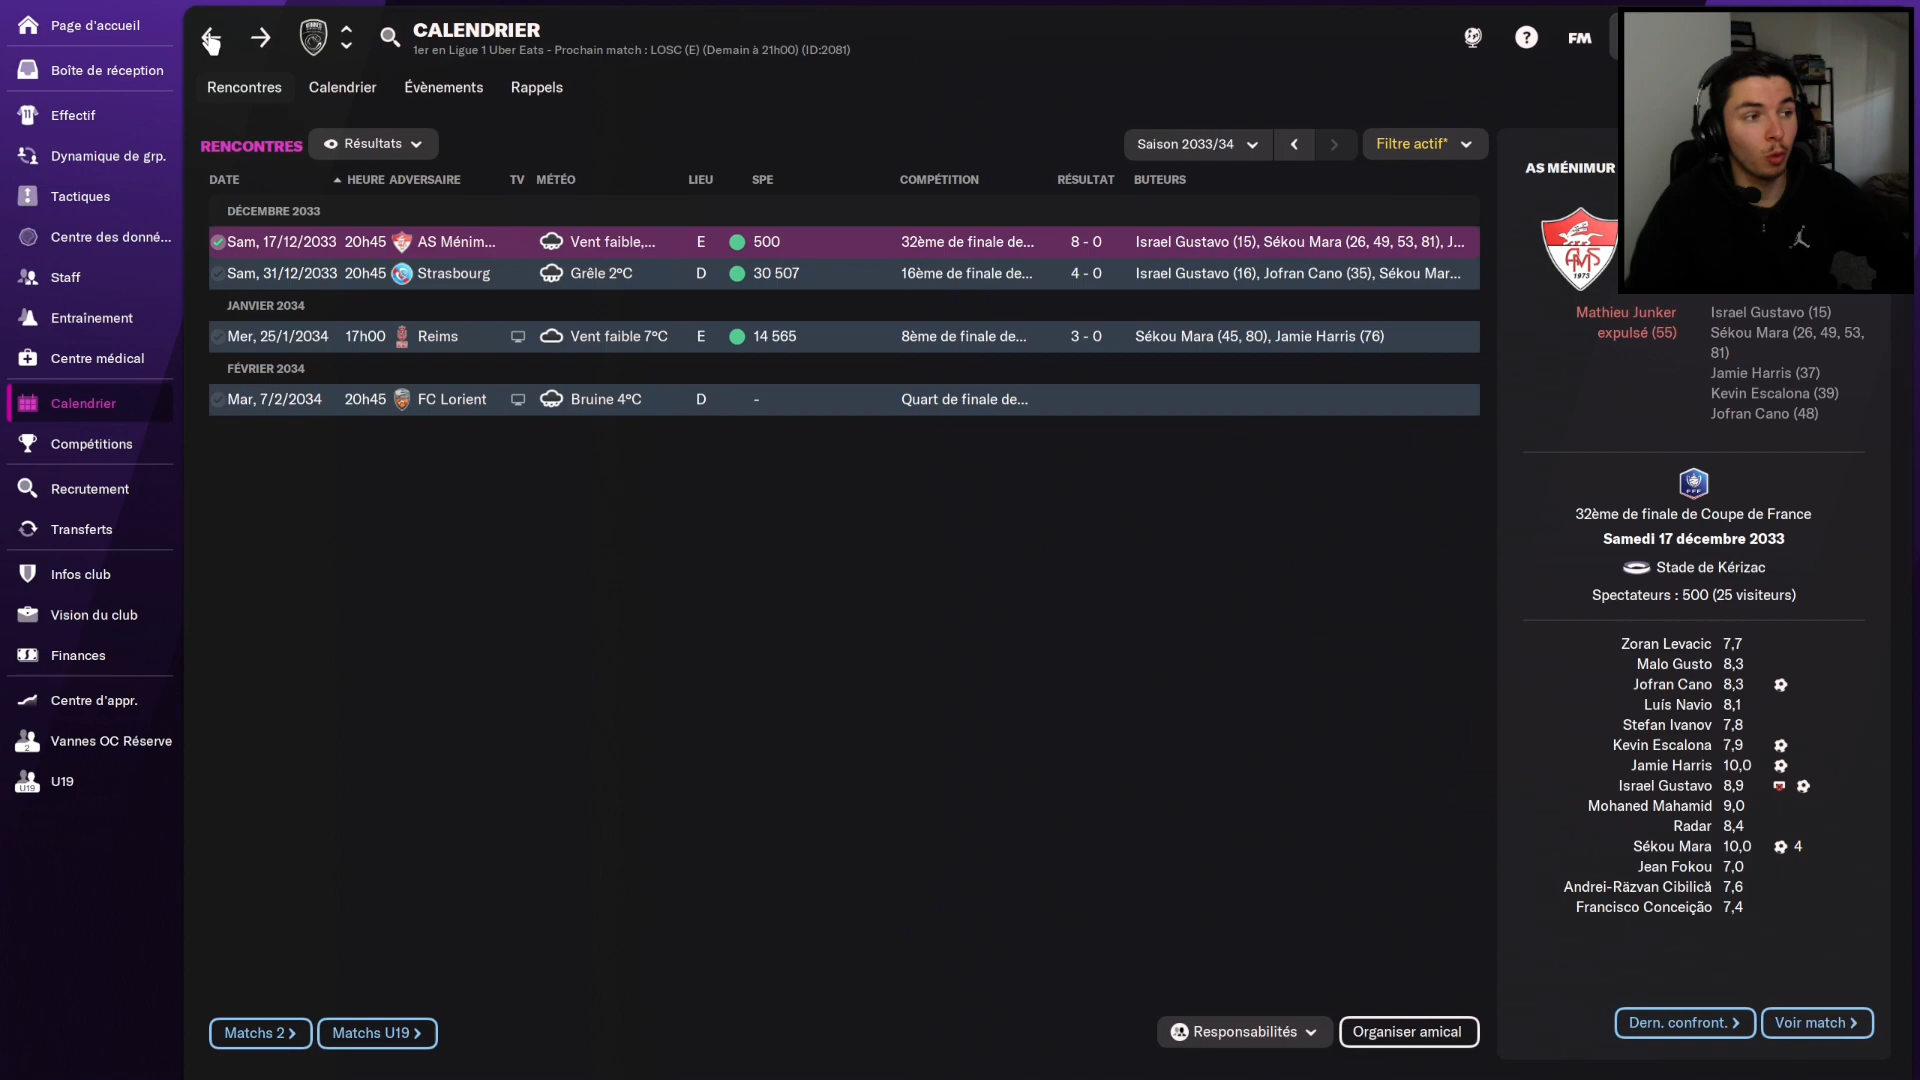 Page d'accueil
Boîte de réception
Effectif
Dynamique de grp.
Tactiques
Centre des donné...
Staff
Entraînement
Centre médical
Calendrier
Compétitions
Recrutement
Transferts
Infos club
Vision du club
Finances
Centre d'appr.
2 Vannes OC Réserve
U19 U19
CALENDRIER
1er en Ligue 1 Uber Eats - Prochain match : LOSC (E) (Demain à 21h00) (ID:2081)
? FM
Rencontres Calendrier Évènements Rappels
RENCONTRES Résultats Saison 2033/34 Filtre actif*
DATE HEURE ADVERSAIRE TV MÉTÉO LIEU SPE COMPÉTITION RÉSULTAT BUTEURS
DÉCEMBRE 2033
Sam, 17/12/2033 20h45 AS Ménim... Vent faible,... E 500 32ème de finale de... 8 - 0 Israel Gustavo (15), Sékou Mara (26, 49, 53, 81), J...
Sam, 31/12/2033 20h45 Strasbourg Grêle 2°C D 30 507 16ème de finale de... 4 - 0 Israel Gustavo (16), Jofran Cano (35), Sékou Mar...
JANVIER 2034
Mer, 25/1/2034 17h00 Reims Vent faible 7°C E 14 565 8ème de finale de... 3 - 0 Sékou Mara (45, 80), Jamie Harris (76)
FÉVRIER 2034
Mar, 7/2/2034 20h45 FC Lorient Bruine 4°C D - Quart de finale de...
Matchs 2 Matchs U19 Responsabilités Organiser amical
AS MÉNIMUR
AMS
1973
Mathieu Junker
expulsé (55)
Israel Gustavo (15)
Sékou Mara (26, 49, 53,
81)
Jamie Harris (37)
Kevin Escalona (39)
Jofran Cano (48)
FFF
32ème de finale de Coupe de France
Samedi 17 décembre 2033
Stade de Kérizac
Spectateurs : 500 (25 visiteurs)
Zoran Levacic 7,7
Malo Gusto 8,3
Jofran Cano 8,3
Luís Navio 8,1
Stefan Ivanov 7,8
Kevin Escalona 7,9
Jamie Harris 10,0
Israel Gustavo 8,9
Mohaned Mahamid 9,0
Radar 8,4
Sékou Mara 10,0 4
Jean Fokou 7,0
Andrei-Răzvan Cibilică 7,6
Francisco Conceição 7,4
Dern. confront. Voir match